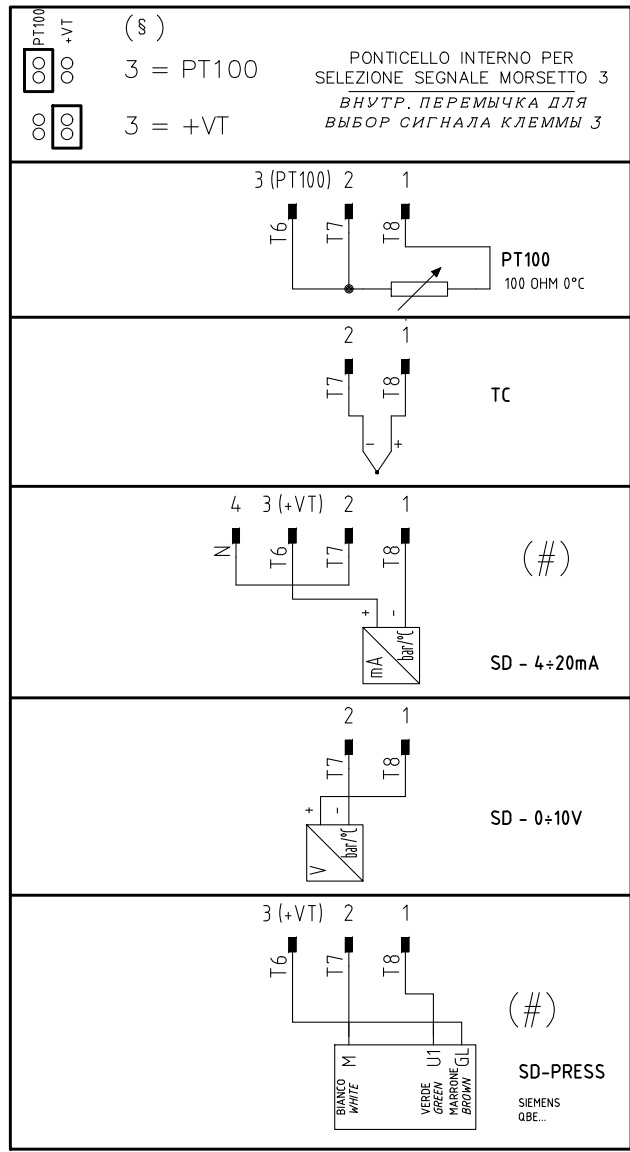 PT100 +VT
(§)
3 = PT100
3 = +VT
PONTICELLO INTERNO PER
SELEZIONE SEGNALE MORSETTO 3
ВНУТР. ПЕРЕМЫЧКА ДЛЯ
ВЫБОР СИГНАЛА КЛЕММЫ 3
3 (PT100) 2 1
T6 T7 T8
PT100
100 OHM 0°C
2 1
T7 T8
TC
- +
4 3 (+VT) 2 1
N T6 T7 T8
(#)
+ -
mA bar/°C
SD - 4÷20mA
2 1
T7 T8
+ -
V bar/°C
SD - 0÷10V
3 (+VT) 2 1
T6 T7 T8
(#)
M U1 GL
BIANCO
WHITE
VERDE
GREEN
MARRONE
BROWN
SD-PRESS
SIEMENS
QBE...